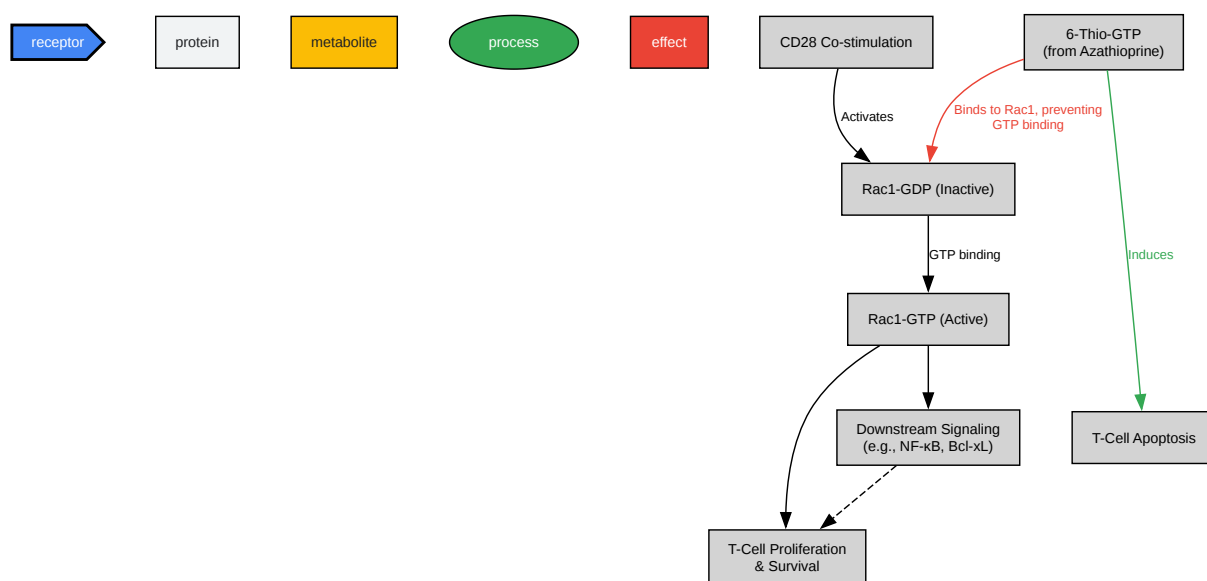 receptor
protein
metabolite
process
effect
CD28 Co-stimulation
6-Thio-GTP
(from Azathioprine)
Activates
Binds to Rac1, preventing
GTP binding
Rac1-GDP (Inactive)
GTP binding
Induces
Rac1-GTP (Active)
Downstream Signaling
(e.g., NF-κB, Bcl-xL)
T-Cell Apoptosis
T-Cell Proliferation
& Survival